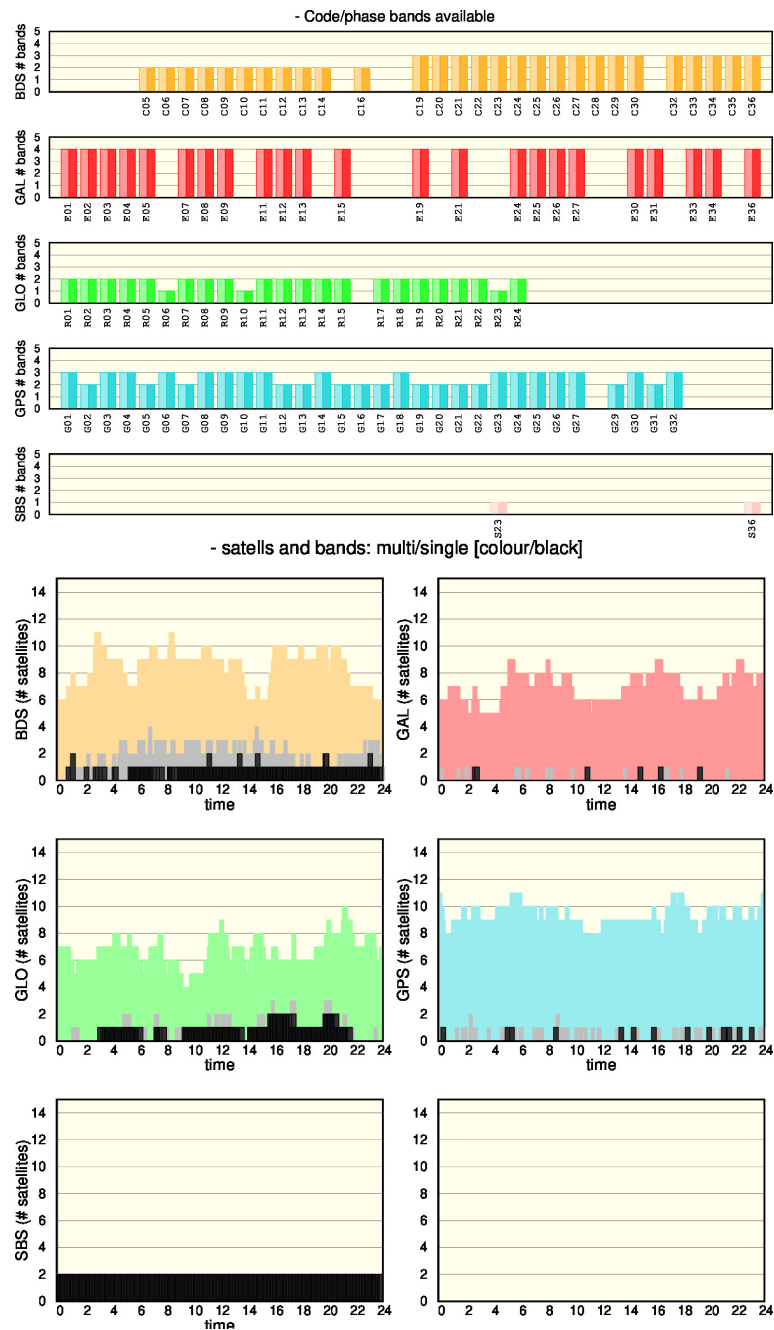 - Code/phase bands available
BDS # bands
5
4
3
2
1
0
C05 C06 C07 C08 C09 C10 C11 C12 C13 C14 C16 C19 C20 C21 C22 C23 C24 C25 C26 C27 C28 C29 C30 C32 C33 C34 C35 C36
GAL # bands
5
4
3
2
1
0
E01 E02 E03 E04 E05 E07 E08 E09 E11 E12 E13 E15 E19 E21 E24 E25 E26 E27 E30 E31 E33 E34 E36
GLO # bands
5
4
3
2
1
0
R01 R02 R03 R04 R05 R06 R07 R08 R09 R10 R11 R12 R13 R14 R15 R17 R18 R19 R20 R21 R22 R23 R24
GPS # bands
5
4
3
2
1
0
G01 G02 G03 G04 G05 G06 G07 G08 G09 G10 G11 G12 G13 G14 G15 G16 G17 G18 G19 G20 G21 G22 G23 G24 G25 G26 G27 G29 G30 G31 G32
SBS # bands
5
4
3
2
1
0
S23 S36
- satells and bands: multi/single [colour/black]
BDS (# satellites)
14
12
10
8
6
4
2
0
0 2 4 6 8 10 12 14 16 18 20 22 24
time
GAL (# satellites)
14
12
10
8
6
4
2
0
0 2 4 6 8 10 12 14 16 18 20 22 24
time
GLO (# satellites)
14
12
10
8
6
4
2
0
0 2 4 6 8 10 12 14 16 18 20 22 24
time
GPS (# satellites)
14
12
10
8
6
4
2
0
0 2 4 6 8 10 12 14 16 18 20 22 24
time
SBS (# satellites)
14
12
10
8
6
4
2
0
0 2 4 6 8 10 12 14 16 18 20 22 24
time
14
12
10
8
6
4
2
0
0 2 4 6 8 10 12 14 16 18 20 22 24